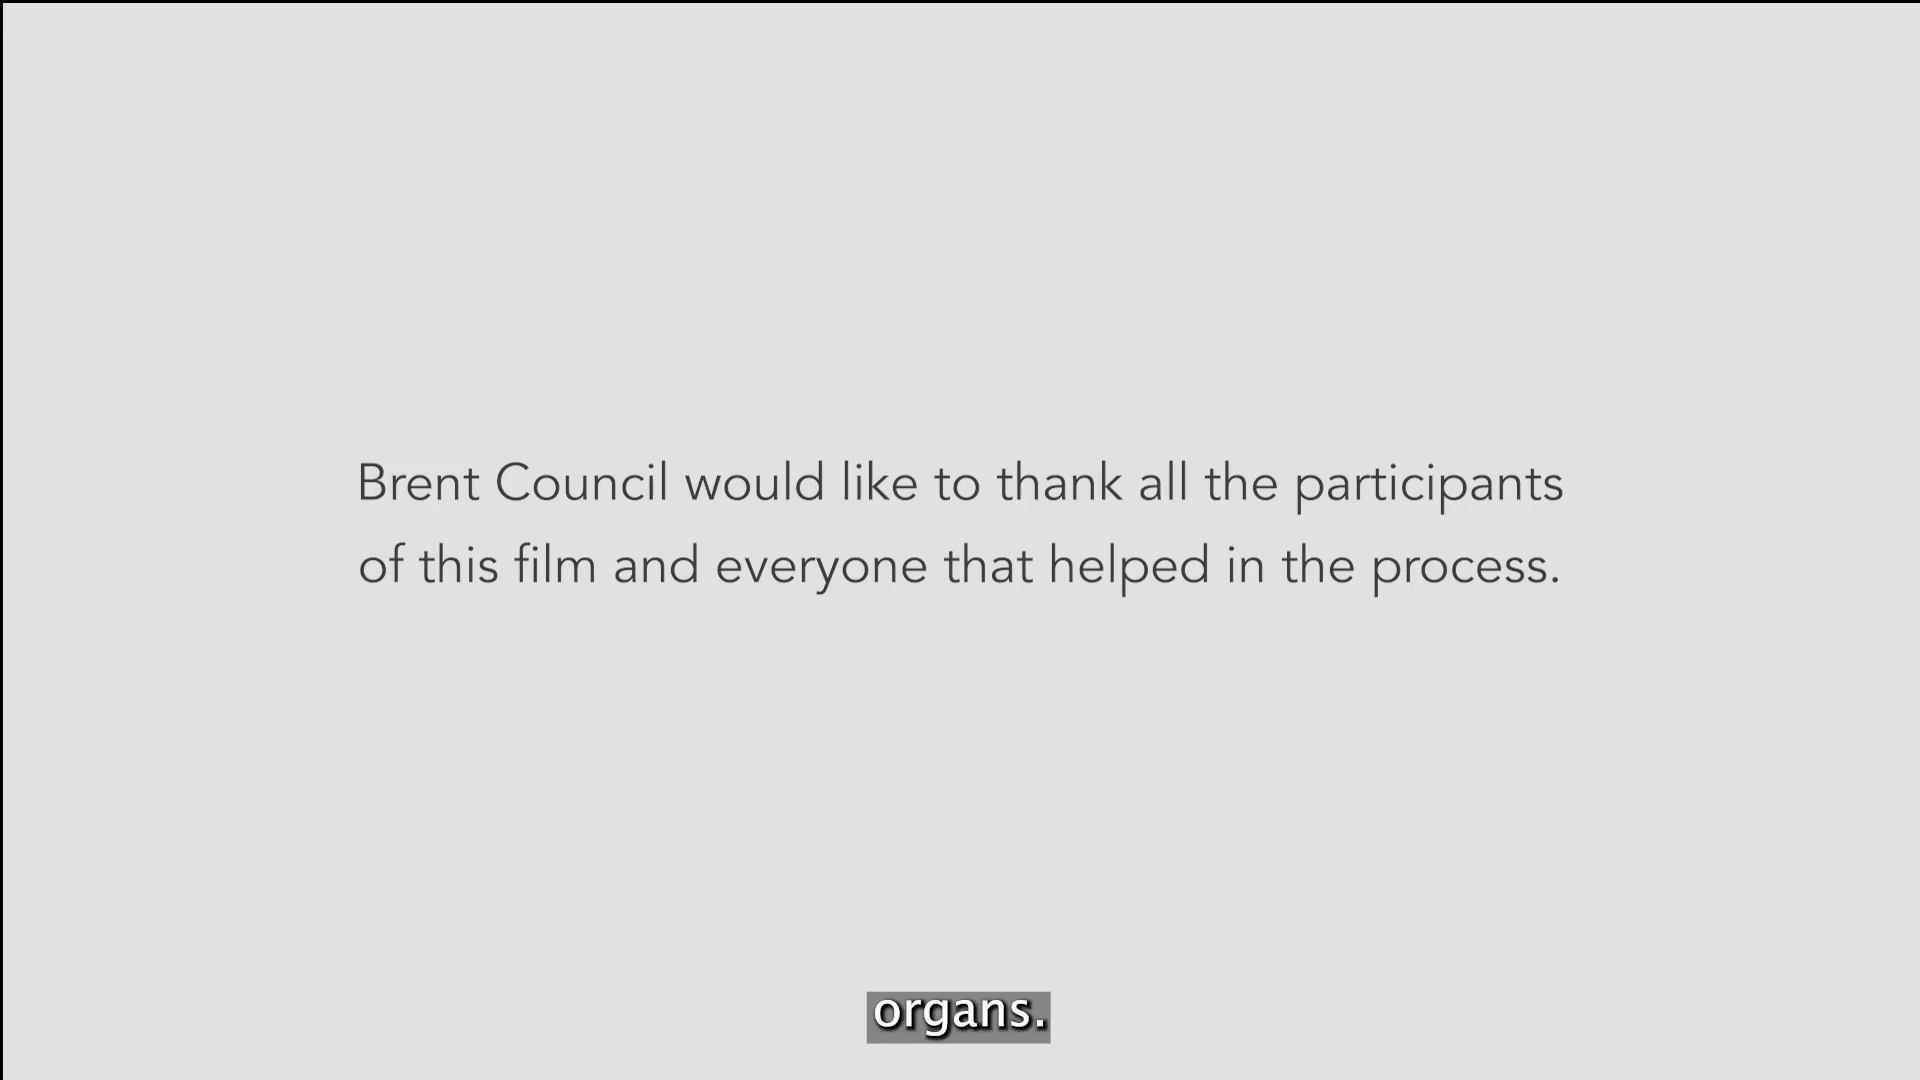 Brent Council would like to thank all the participants
of this film and everyone that helped in the process.
organs.